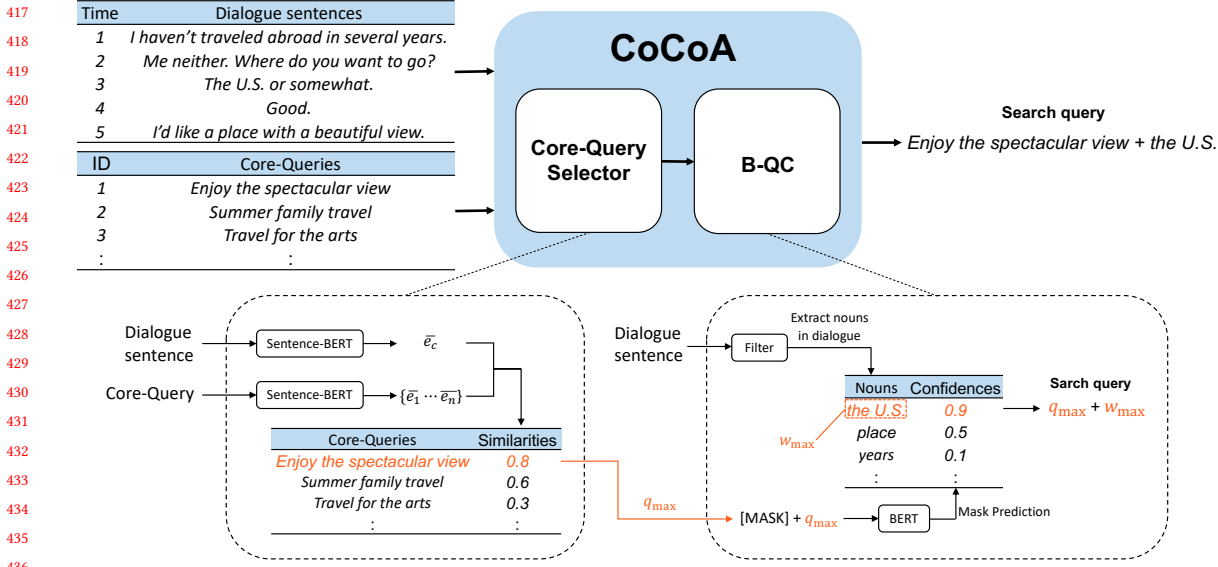 417
418
419
420
421
422
423
424
425
426
427
428
429
430
431
432
433
434
435
436
Time Dialogue sentences
1 I haven't traveled abroad in several years.
2 Me neither. Where do you want to go?
3 The U.S. or somewhat.
4 Good.
5 I'd like a place with a beautiful view.
ID Core-Queries
1 Enjoy the spectacular view
2 Summer family travel
3 Travel for the arts
: :
CoCoA
Core-Query
Selector
B-QC
Search query
Enjoy the spectacular view + the U.S.
Dialogue
sentence
Sentence-BERT
e̅_c
Core-Query
Sentence-BERT
{e̅₁ ⋯ e̅ₙ}
Core-Queries Similarities
Enjoy the spectacular view 0.8
Summer family travel 0.6
Travel for the arts 0.3
: :
q_max
Dialogue
sentence
Filter
Extract nouns
in dialogue
Nouns Confidences
the U.S. 0.9
place 0.5
years 0.1
: :
w_max
Sarch query
q_max + w_max
[MASK] + q_max
BERT
Mask Prediction